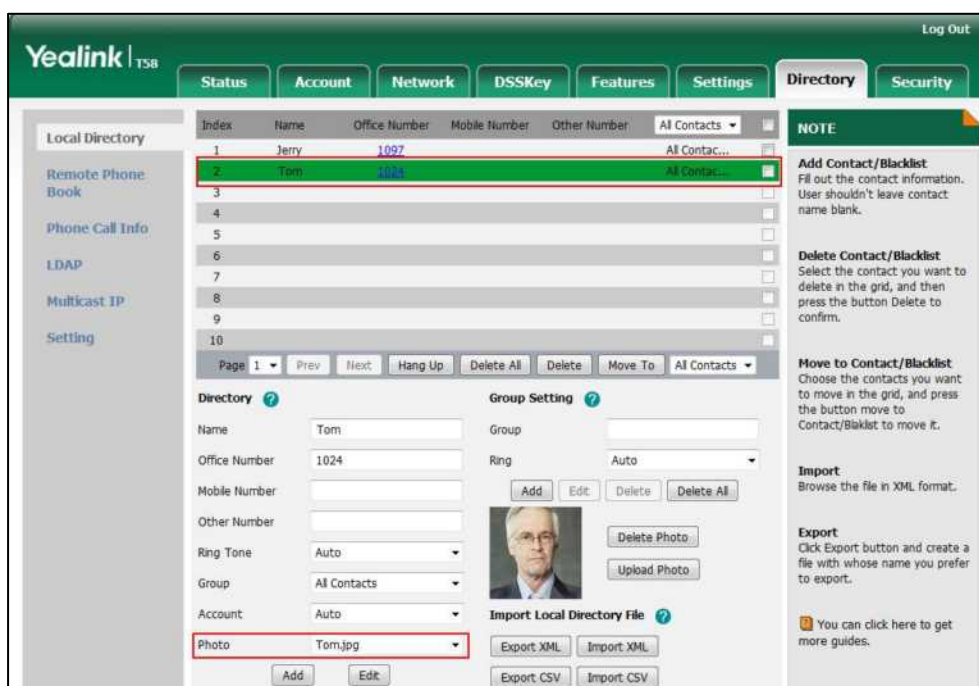 Log Out
Yealink T58
Status Account Network DSSKey Features Settings Directory Security
Local Directory
Remote Phone
Book
Phone Call Info
LDAP
Multicast IP
Setting
Index Name Office Number Mobile Number Other Number All Contacts
1 Jerry 1097 All Contac...
2 Tom 1024 All Contac...
3
4
5
6
7
8
9
10
Page 1 Prev Next Hang Up Delete All Delete Move To All Contacts
Directory
Name Tom
Office Number 1024
Mobile Number
Other Number
Ring Tone Auto
Group All Contacts
Account Auto
Photo Tom.jpg
Add Edit
Group Setting
Group
Ring Auto
Add Edit Delete Delete All
Delete Photo
Upload Photo
Import Local Directory File
Export XML Import XML
Export CSV Import CSV
NOTE
Add Contact/Blacklist
Fill out the contact information.
User shouldn't leave contact
name blank.
Delete Contact/Blacklist
Select the contact you want to
delete in the grid, and then
press the button Delete to
confirm.
Move to Contact/Blacklist
Choose the contacts you want
to move in the grid, and press
the button move to
Contact/Blaklist to move it.
Import
Browse the file in XML format.
Export
Click Export button and create a
file with whose name you prefer
to export.
You can click here to get
more guides.